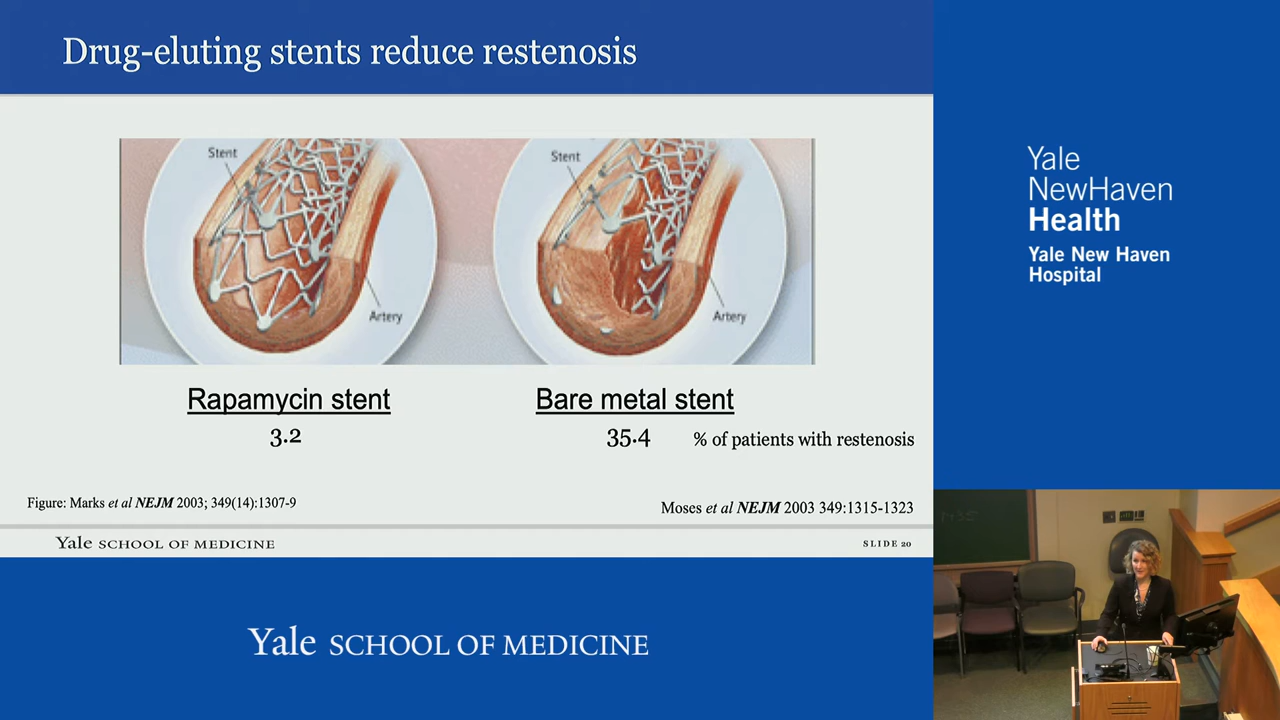 Drug-eluting stents reduce restenosis
Stent
Artery
Stent
Artery
Rapamycin stent
3.2
Bare metal stent
35.4
% of patients with restenosis
Figure: Marks et al NEJM 2003; 349(14):1307-9
Moses et al NEJM 2003 349:1315-1323
Yale SCHOOL OF MEDICINE
SLIDE 20
Yale
NewHaven
Health
Yale New Haven
Hospital
Yale SCHOOL OF MEDICINE